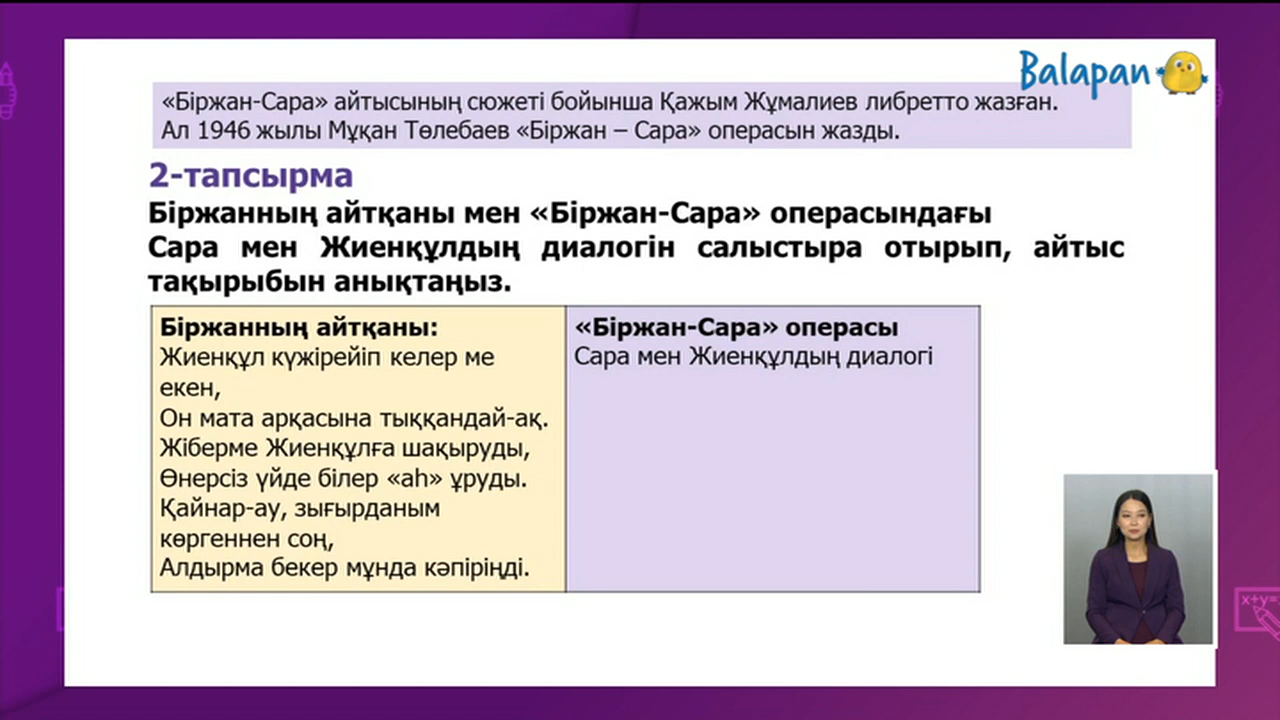 Balapan
«Біржан-Сара» айтысының сюжеті бойынша Қажым Жұмалиев либретто жазған.
Ал 1946 жылы Мұқан Төлебаев «Біржан – Сара» операсын жазды.
2-тапсырма
Біржанның айтқаны мен «Біржан-Сара» операсындағы
Сара мен Жиенқұлдың диалогін салыстыра отырып, айтыс
тақырыбын анықтаңыз.
Біржанның айтқаны:
Жиенқұл күжірейіп келер ме
екен,
Он мата арқасына тыққандай-ақ.
Жіберме Жиенқұлға шақыруды,
Өнерсіз үйде білер «аһ» ұруды.
Қайнар-ау, зығырданым
көргеннен соң,
Алдырма бекер мұнда кәпіріңді.
«Біржан-Сара» операсы
Сара мен Жиенқұлдың диалогі
x+y=